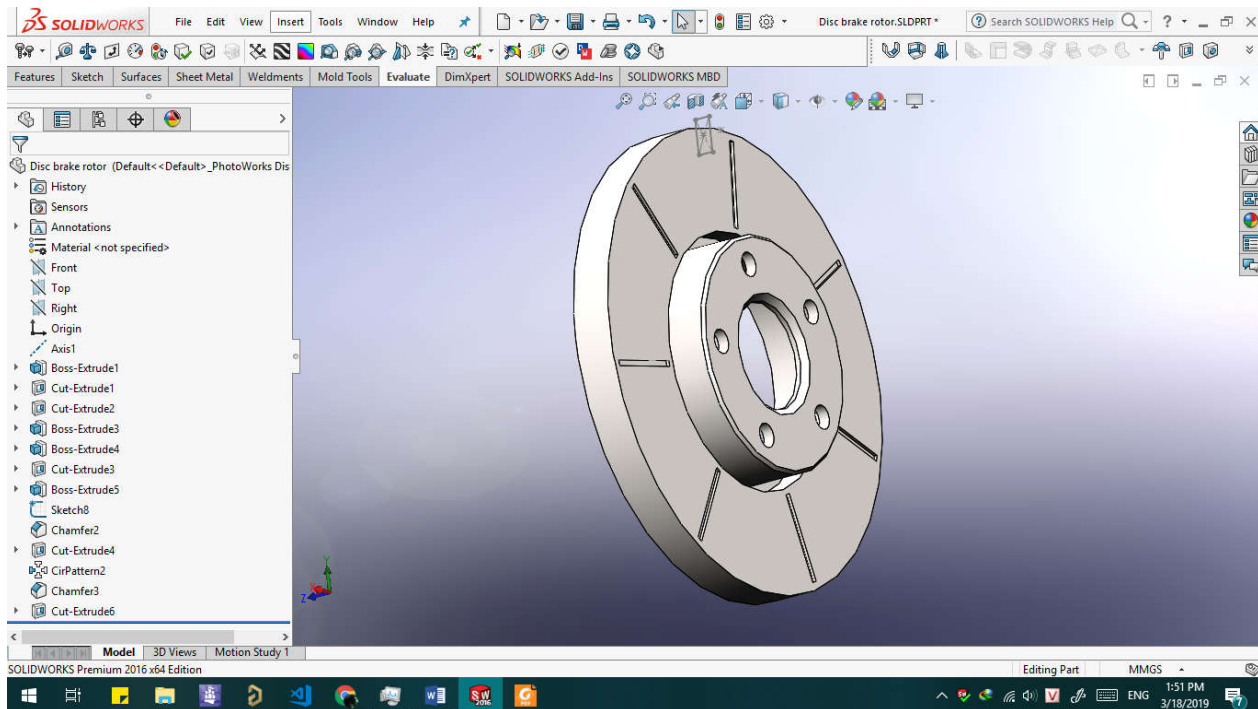 SOLIDWORKS File Edit View Insert Tools Window Help Disc brake rotor.SLDPRT * Search SOLIDWORKS Help
Features Sketch Surfaces Sheet Metal Weldments Mold Tools Evaluate DimXpert SOLIDWORKS Add-Ins SOLIDWORKS MBD
Disc brake rotor (Default<<Default>_PhotoWorks Dis
History
Sensors
Annotations
Material <not specified>
Front
Top
Right
Origin
Axis1
Boss-Extrude1
Cut-Extrude1
Cut-Extrude2
Boss-Extrude3
Boss-Extrude4
Cut-Extrude3
Boss-Extrude5
Sketch8
Chamfer2
Cut-Extrude4
CirPattern2
Chamfer3
Cut-Extrude6
Y
Z
Model 3D Views Motion Study 1
SOLIDWORKS Premium 2016 x64 Edition Editing Part MMGS
ENG 1:51 PM
3/18/2019